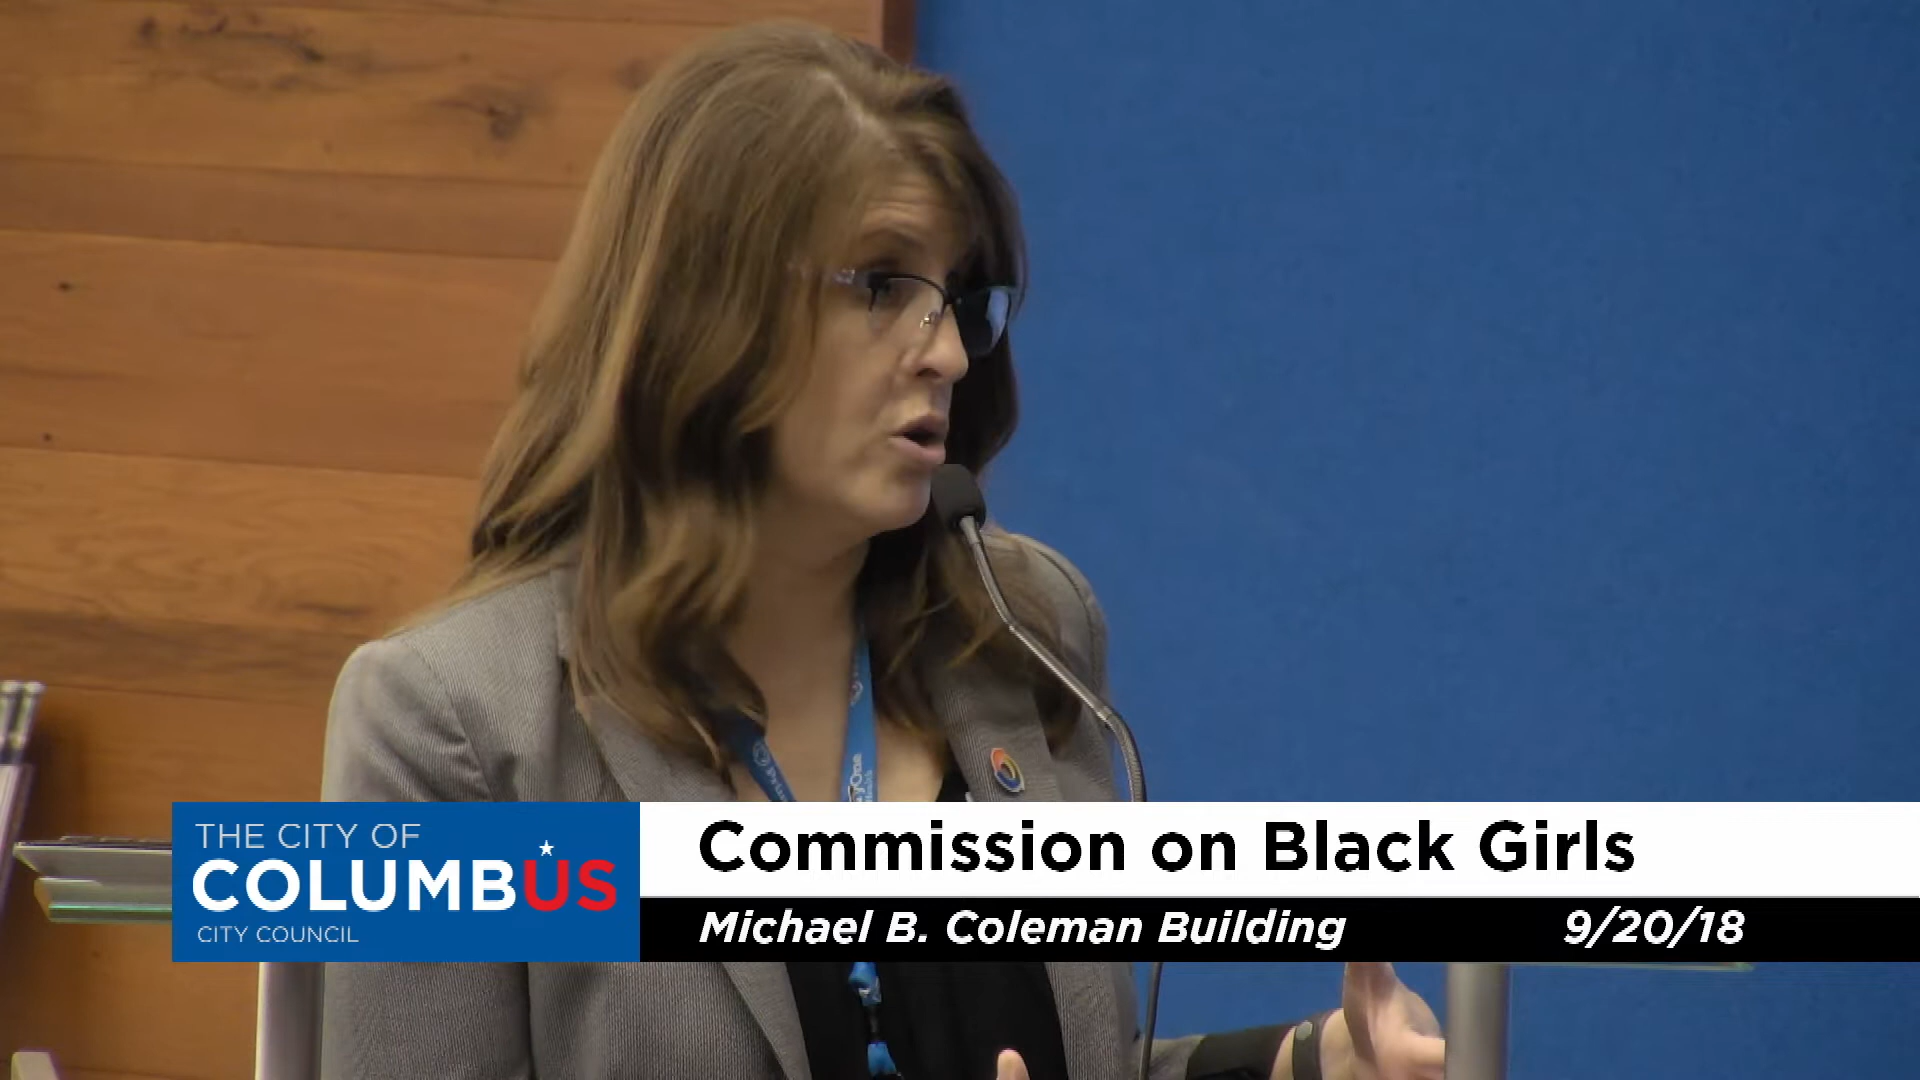 THE CITY OF
COLUMBUS
CITY COUNCIL
Commission on Black Girls
Michael B. Coleman Building 9/20/18